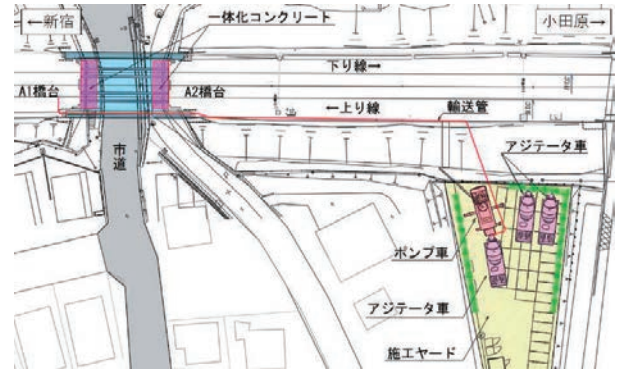 ←新宿
一体化コンクリート
小田原→
下り線→
A1橋台
A2橋台
←上り線
輸送管
アジテータ車
市道
ポンプ車
アジテータ車
施工ヤード